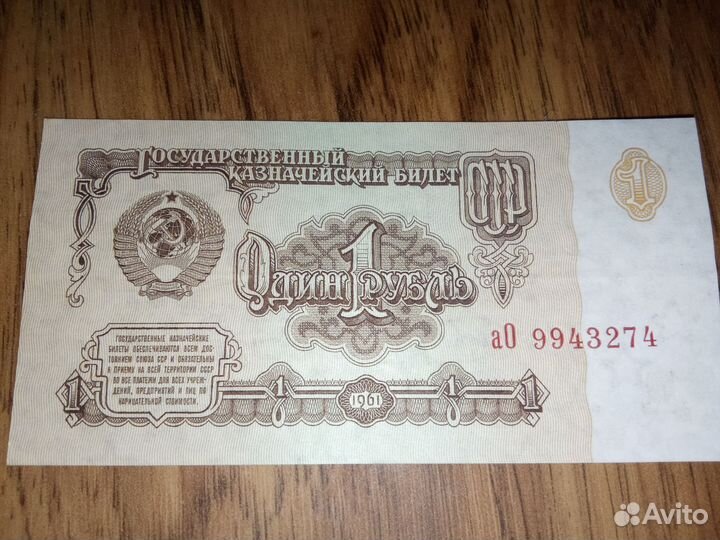 Государственный
казначейский билет
СССР
1
Один 1 рубль
аО 9943274
Государственные казначейские
билеты обеспечиваются всем дос-
тоянием Союза ССР и обязательны
к приему на всей территории СССР
во все платежи для всех учреж-
дений, предприятий и лиц по
нарицательной стоимости.
1 1 1961 1 1
Avito